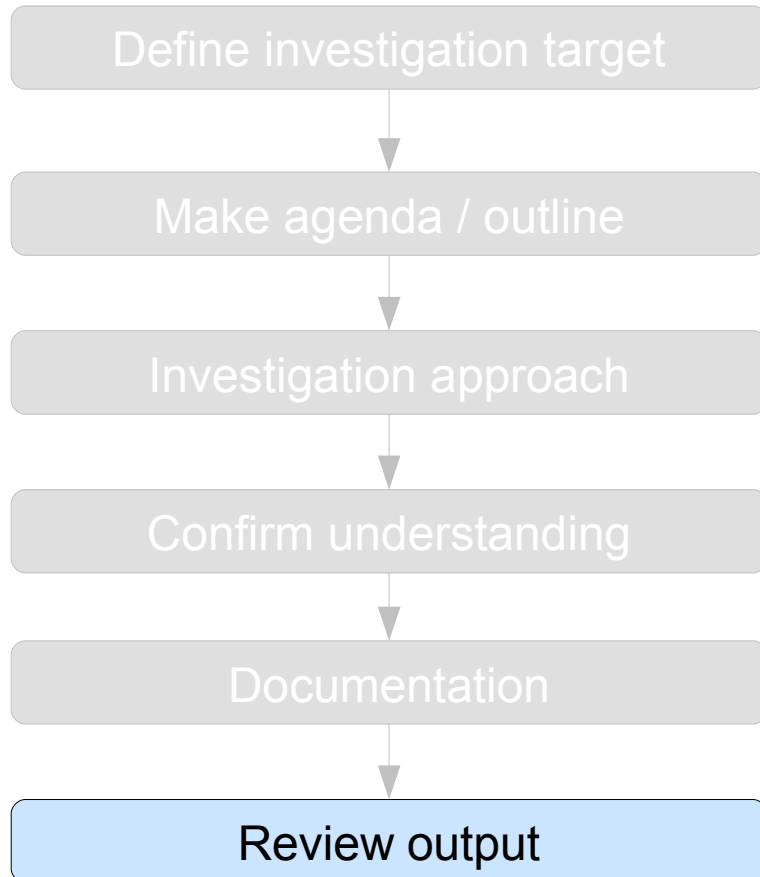 Define investigation target
Make agenda / outline
Investigation approach
Confirm understanding
Documentation
Review output